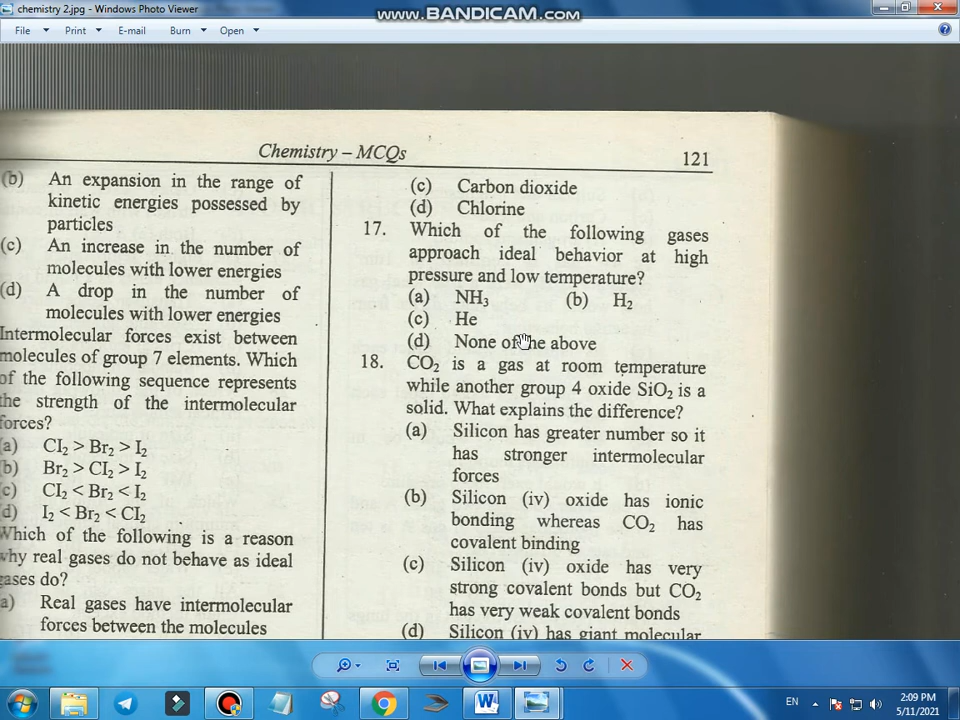 chemistry 2.jpg - Windows Photo Viewer
www.BANDICAM.com
File
Print
E-mail
Burn
Open
Chemistry – MCQs
121
(b) An expansion in the range of
kinetic energies possessed by
particles
(c) An increase in the number of
molecules with lower energies
(d) A drop in the number of
molecules with lower energies
Intermolecular forces exist between
molecules of group 7 elements. Which
of the following sequence represents
the strength of the intermolecular
forces?
(a) CI₂ > Br₂ > I₂
(b) Br₂ > CI₂ > I₂
(c) CI₂ < Br₂ < I₂
(d) I₂ < Br₂ < CI₂
Which of the following is a reason
why real gases do not behave as ideal
gases do?
a) Real gases have intermolecular
forces between the molecules
(c) Carbon dioxide
(d) Chlorine
17. Which of the following gases
approach ideal behavior at high
pressure and low temperature?
(a) NH₃ (b) H₂
(c) He
(d) None of the above
18. CO₂ is a gas at room temperature
while another group 4 oxide SiO₂ is a
solid. What explains the difference?
(a) Silicon has greater number so it
has stronger intermolecular
forces
(b) Silicon (iv) oxide has ionic
bonding whereas CO₂ has
covalent binding
(c) Silicon (iv) oxide has very
strong covalent bonds but CO₂
has very weak covalent bonds
(d) Silicon (iv) has giant molecular
EN
2:09 PM
5/11/2021